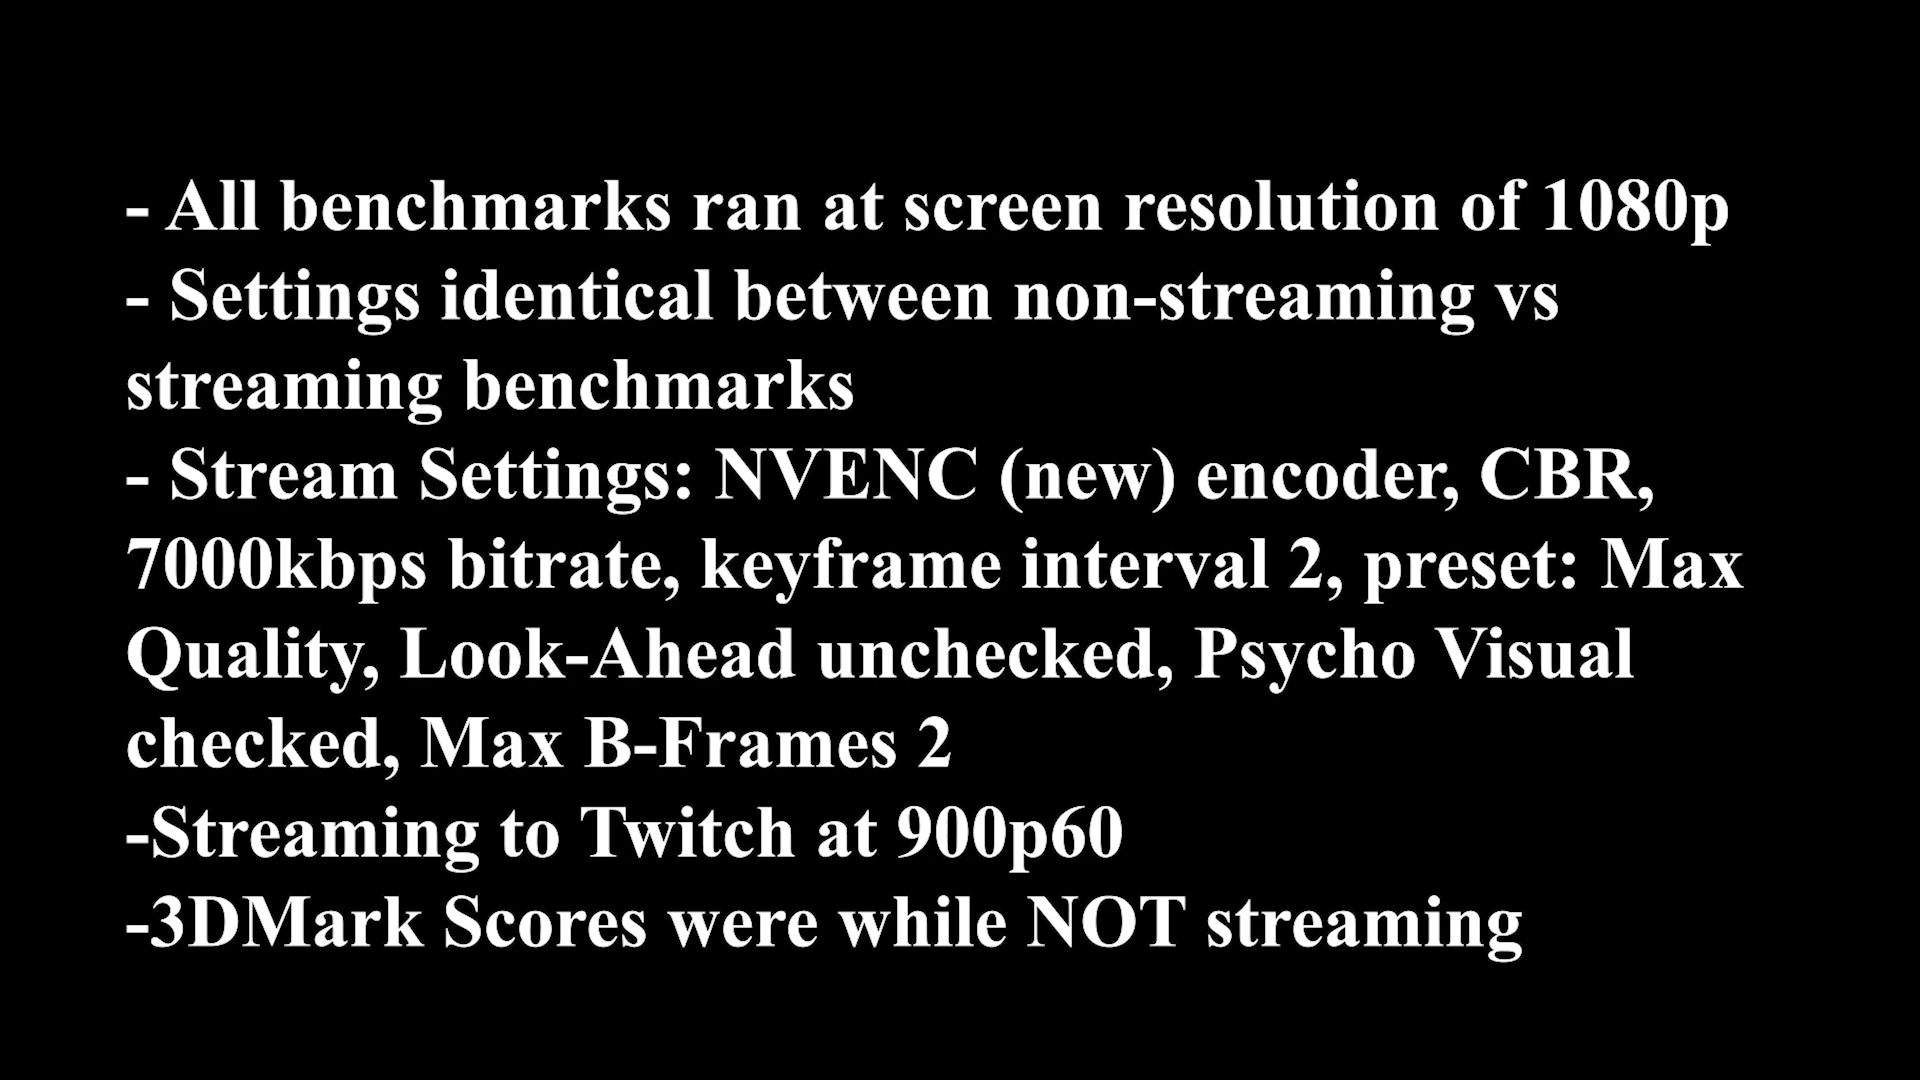 - All benchmarks ran at screen resolution of 1080p
- Settings identical between non-streaming vs
streaming benchmarks
- Stream Settings: NVENC (new) encoder, CBR,
7000kbps bitrate, keyframe interval 2, preset: Max
Quality, Look-Ahead unchecked, Psycho Visual
checked, Max B-Frames 2
-Streaming to Twitch at 900p60
-3DMark Scores were while NOT streaming